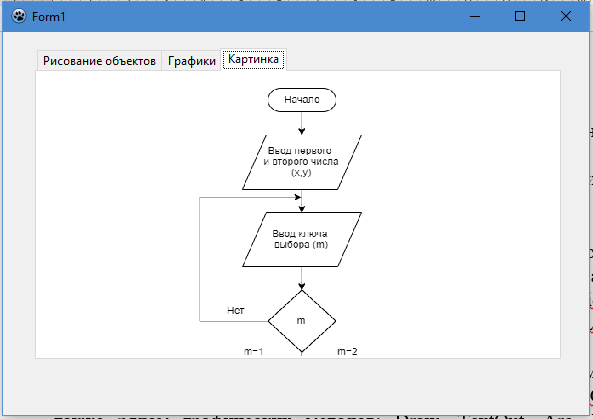 Form1
Рисование объектов
Графики
Картинка
Начало
Ввод первого
и второго числа
(x,y)
Ввод ключа
выбора (m)
Нет
m
m=1
m=2